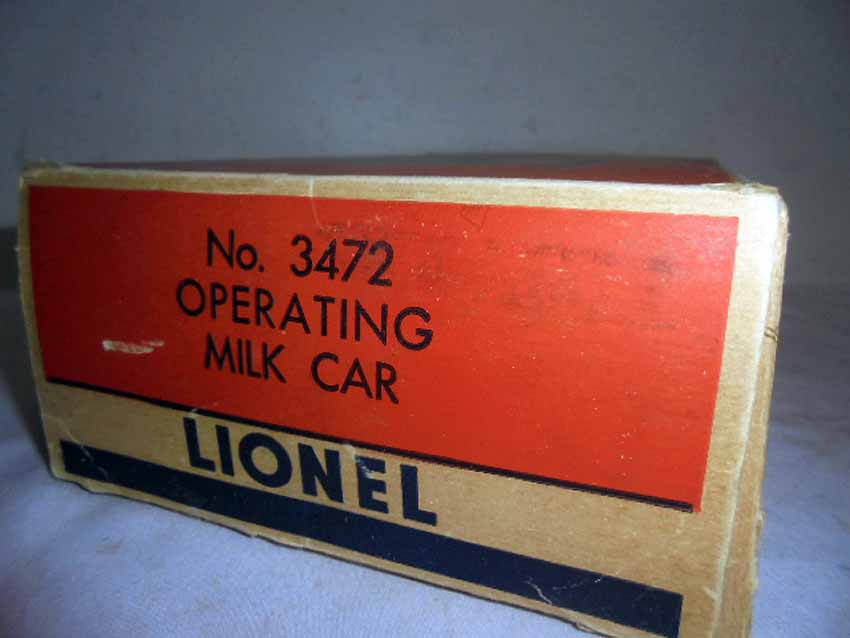 No. 3472
OPERATING
MILK CAR
LIONEL